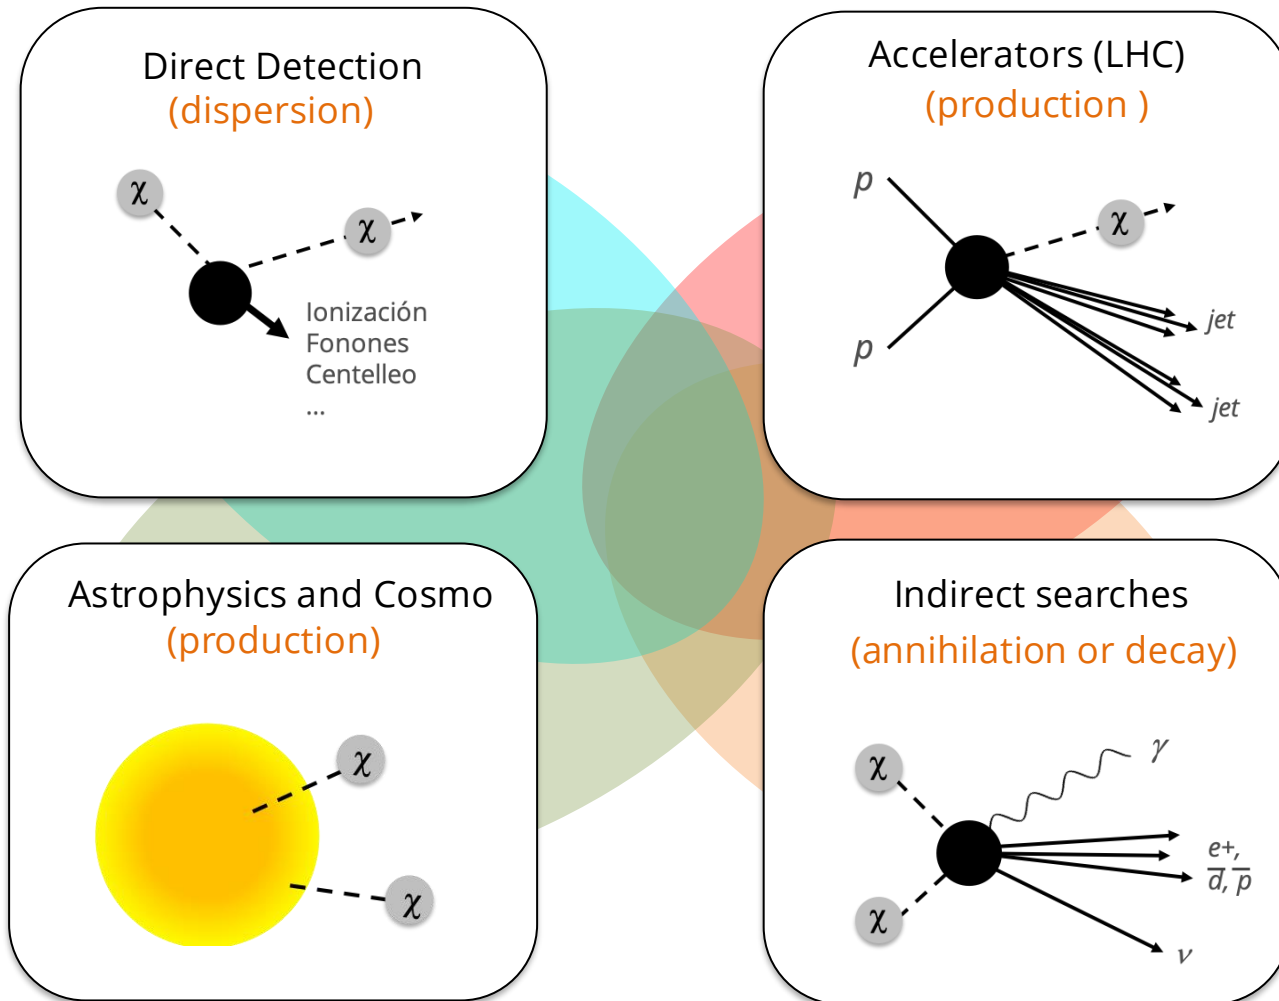 Direct Detection
(dispersion)
χ
χ
Ionización
Fonones
Centelleo
...
Accelerators (LHC)
(production )
p
χ
p
jet
jet
Astrophysics and Cosmo
(production)
χ
χ
Indirect searches
(annihilation or decay)
χ
γ
e+,
d̅, p̅
χ
ν